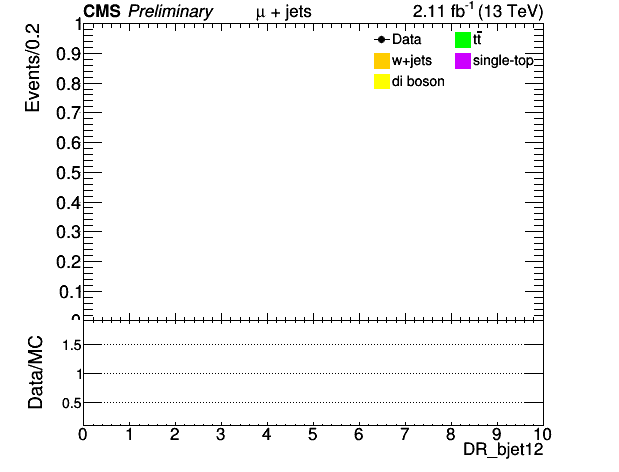 CMS Preliminary μ + jets 2.11 fb⁻¹ (13 TeV)
Events/0.2
1
0.9
0.8
0.7
0.6
0.5
0.4
0.3
0.2
0.1
0
Data
tt̄
w+jets
single-top
di boson
Data/MC
1.5
1
0.5
0 1 2 3 4 5 6 7 8 9 10
DR_bjet12